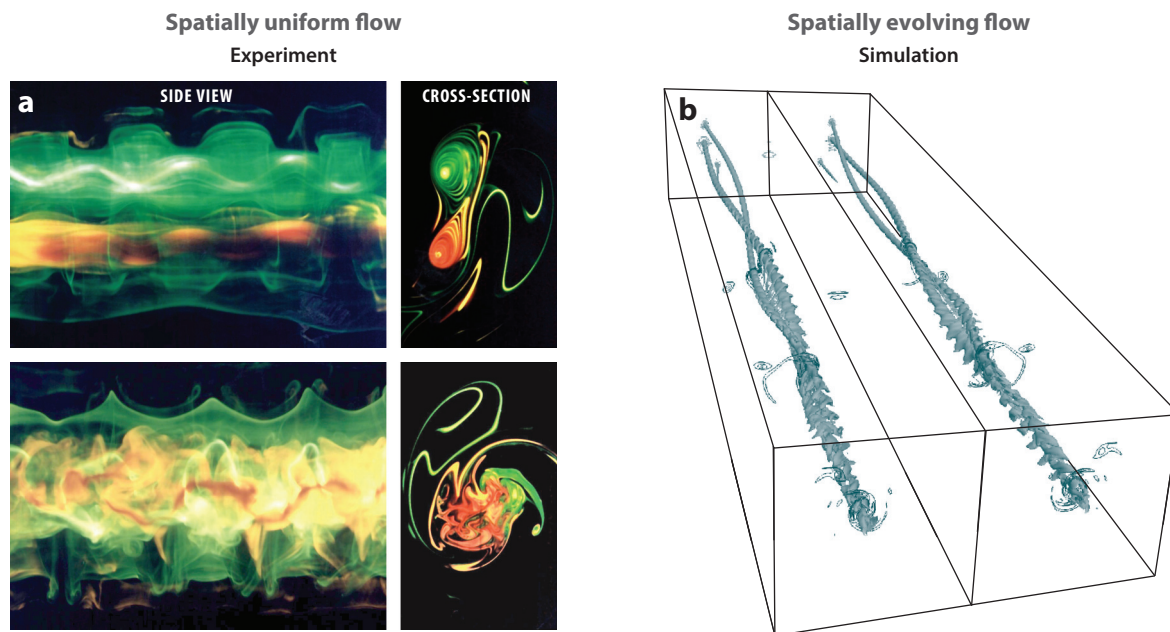 Spatially uniform flow
Experiment
Spatially evolving flow
Simulation
a
SIDE VIEW
CROSS-SECTION
b